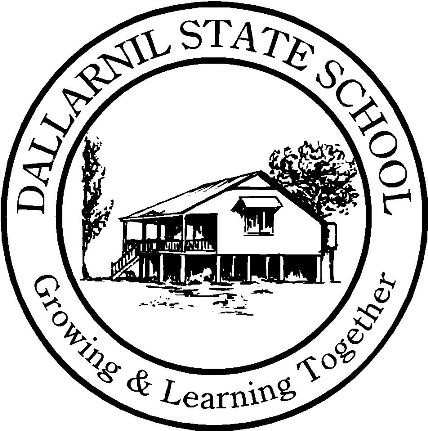 DALLARNIL STATE SCHOOL
Growing & Learning Together